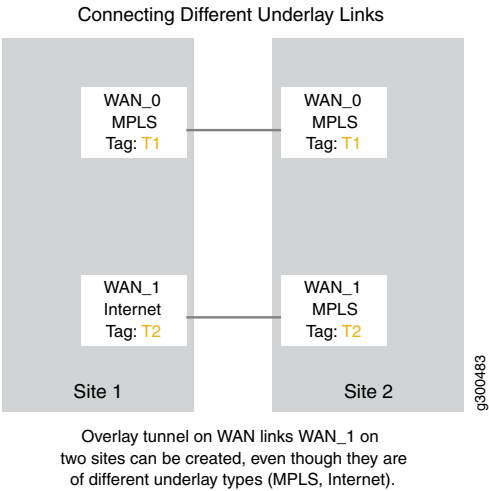 Connecting Different Underlay Links
WAN_0
MPLS
Tag: T1
WAN_0
MPLS
Tag: T1
WAN_1
Internet
Tag: T2
WAN_1
MPLS
Tag: T2
Site 1
Site 2
g300483
Overlay tunnel on WAN links WAN_1 on
two sites can be created, even though they are
of different underlay types (MPLS, Internet).